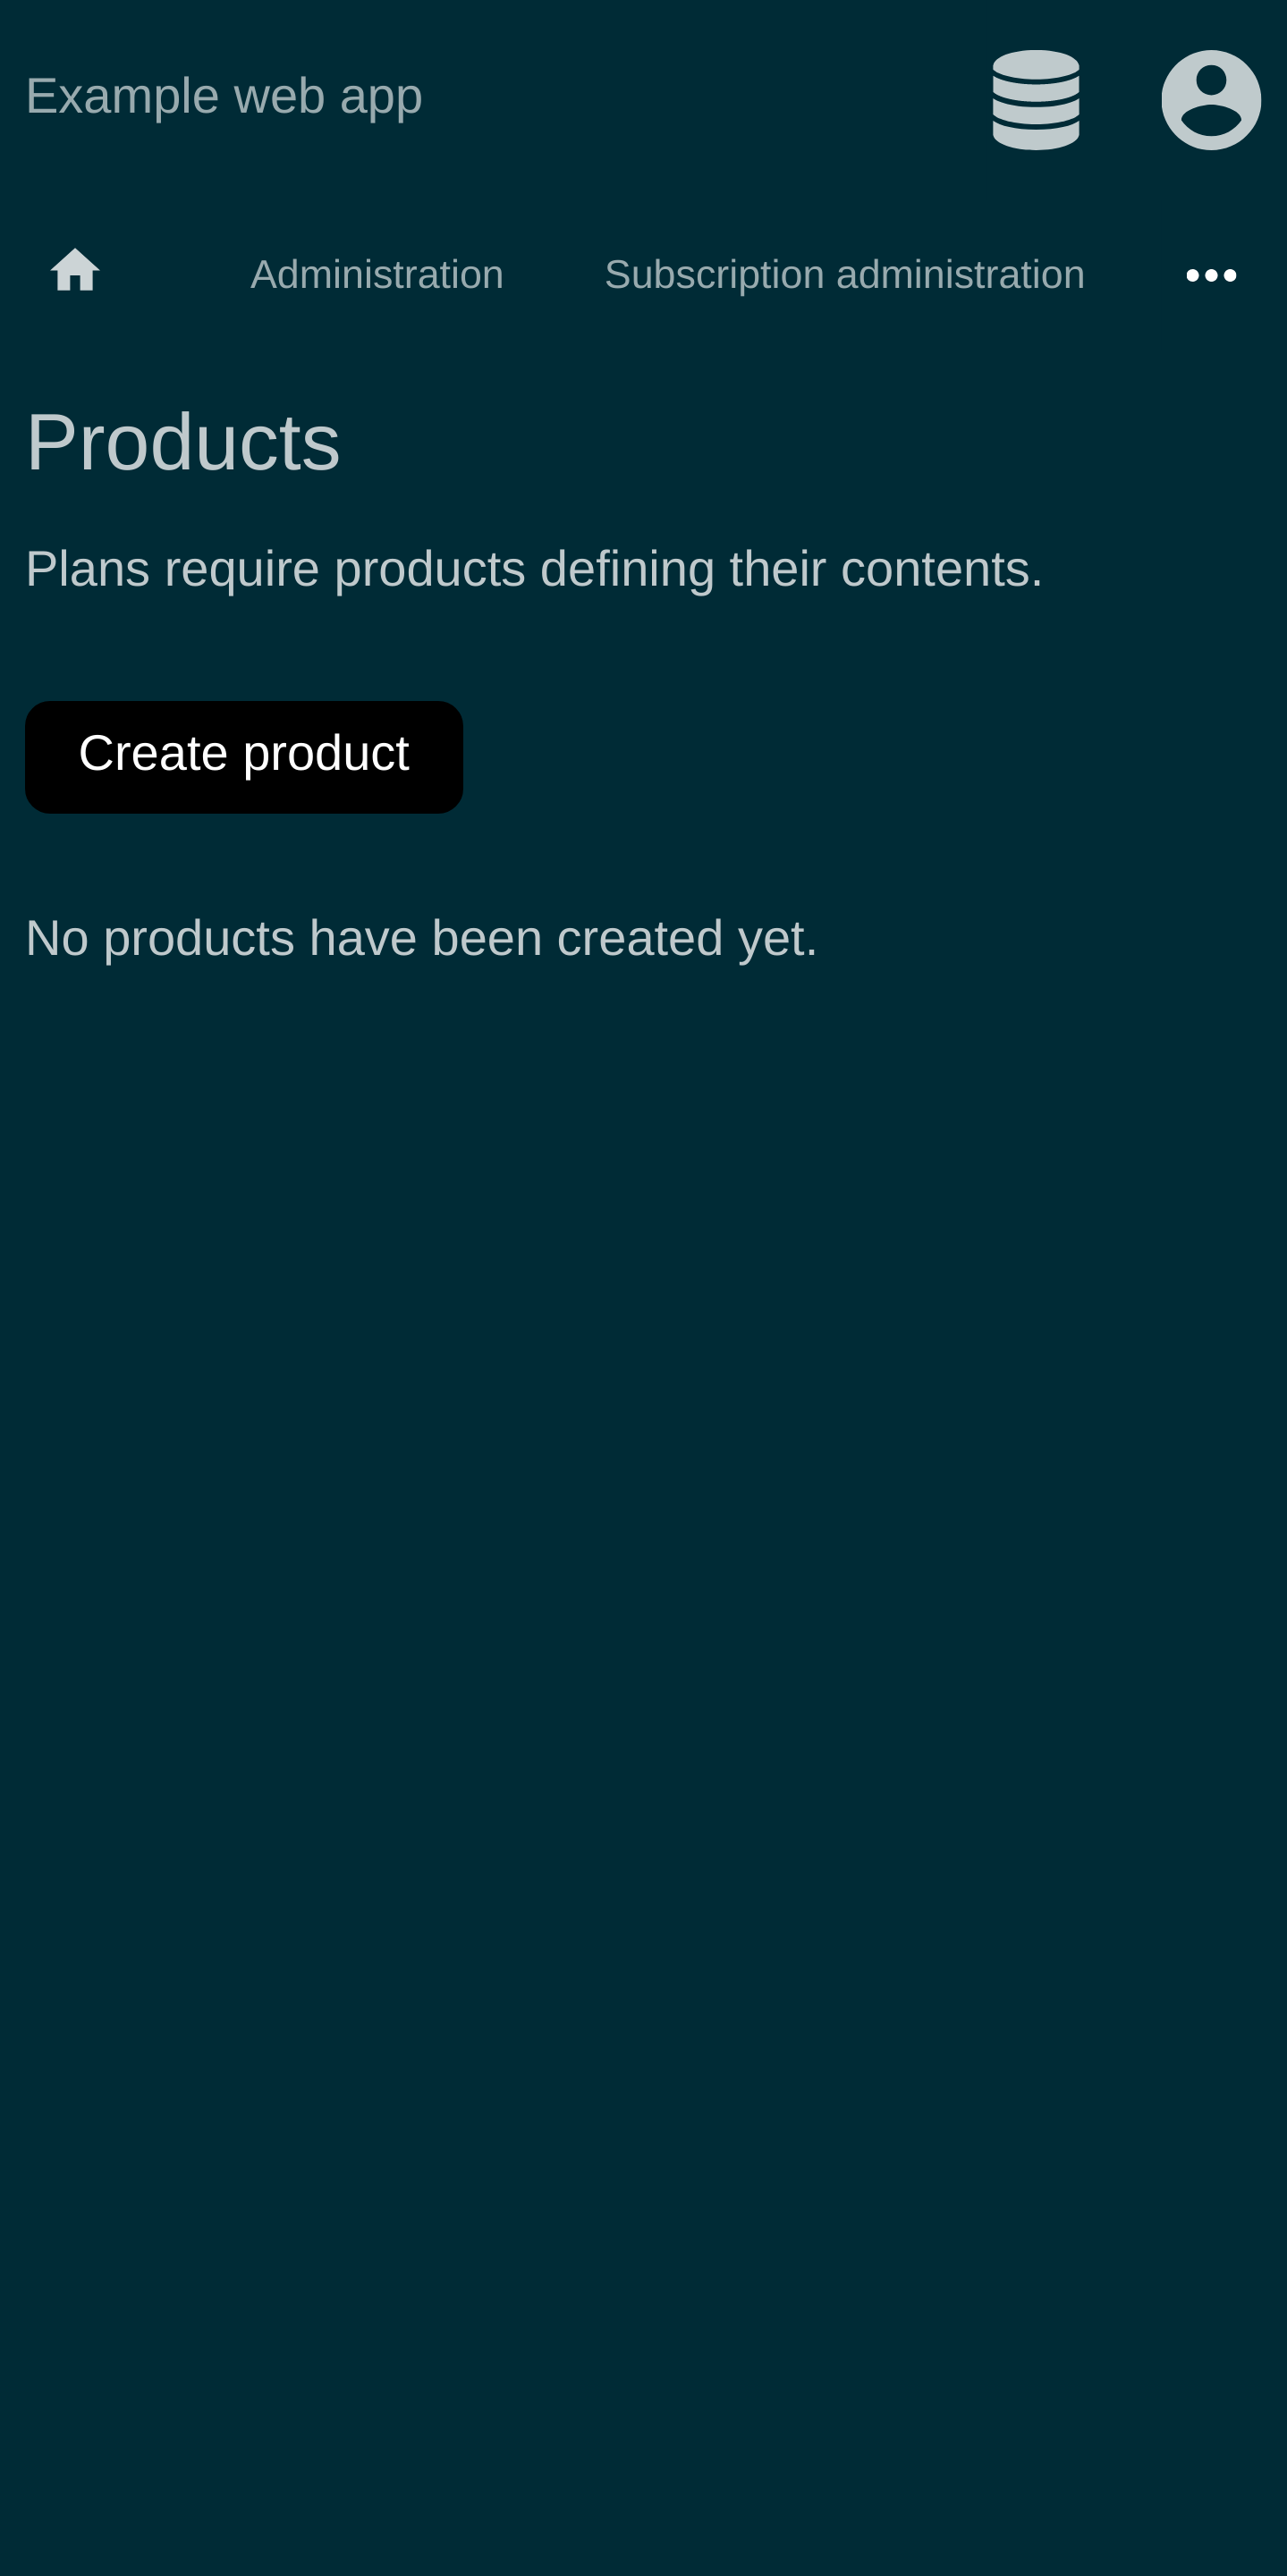 Example web app
Administration Subscription administration
Products
Plans require products defining their contents.
Create product
No products have been created yet.